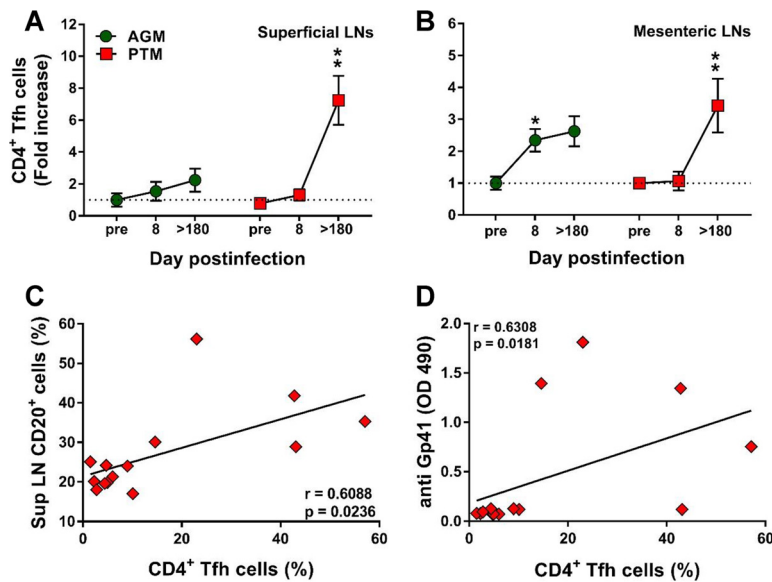 A
AGM
PTM
Superficial LNs
**
CD4+ Tfh cells
(Fold increase)
12
10
8
6
4
2
0
pre 8 >180 pre 8 >180
Day postinfection
B
Mesenteric LNs
*
**
6
5
4
3
2
1
0
pre 8 >180 pre 8 >180
Day postinfection
C
Sup LN CD20+ cells (%)
60
50
40
30
20
10
r = 0.6088
p = 0.0236
0 20 40 60
CD4+ Tfh cells (%)
D
r = 0.6308
p = 0.0181
anti Gp41 (OD 490)
2.0
1.5
1.0
0.5
0.0
0 20 40 60
CD4+ Tfh cells (%)